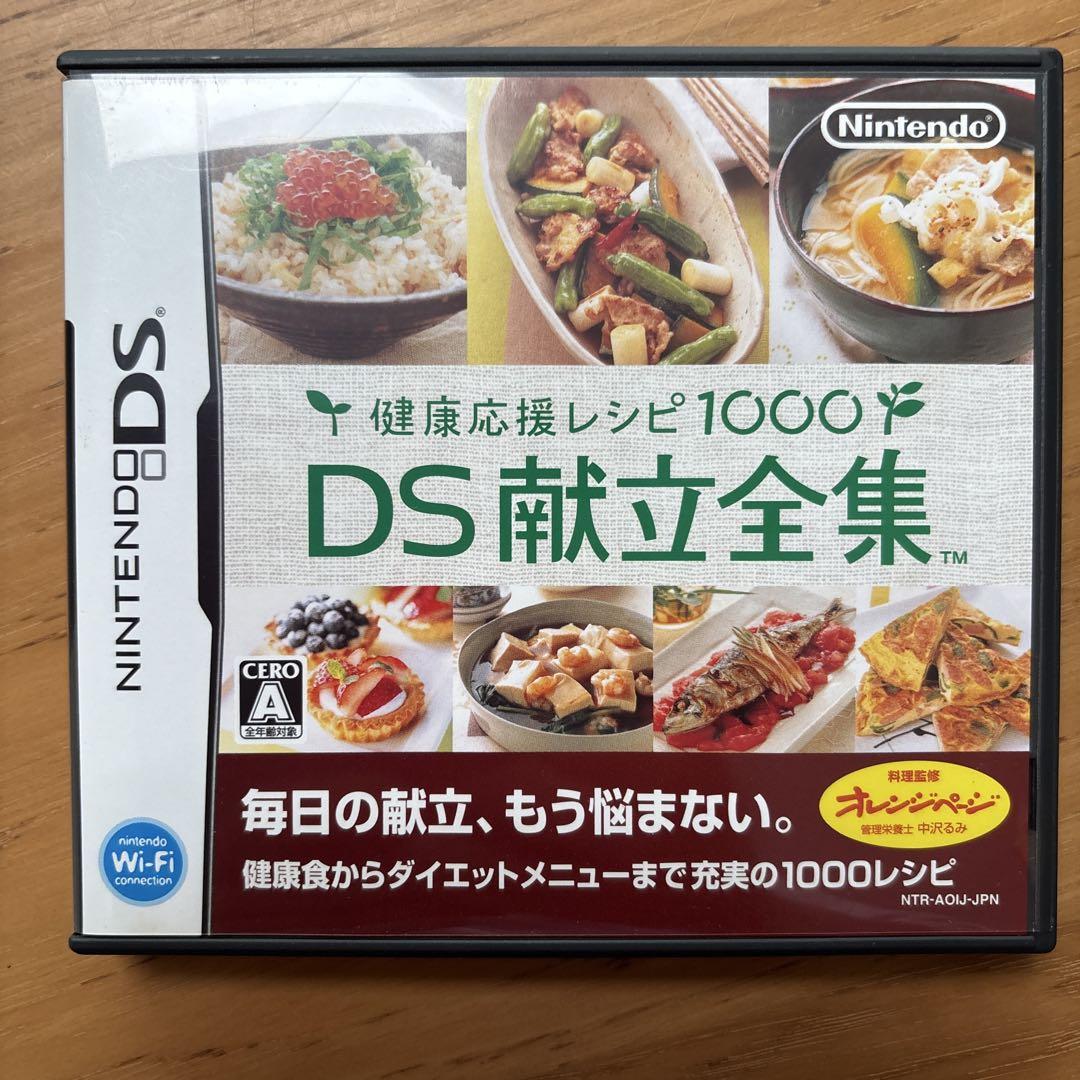 Nintendo®
NINTENDO DS®
健康応援レシピ1000
DS 献立全集™
CERO
A
全年齢対象
毎日の献立、もう悩まない。
健康食からダイエットメニューまで充実の1000レシピ
料理監修
オレンジページ
管理栄養士 中沢るみ
nintendo
Wi-Fi
connection
NTR-AOIJ-JPN